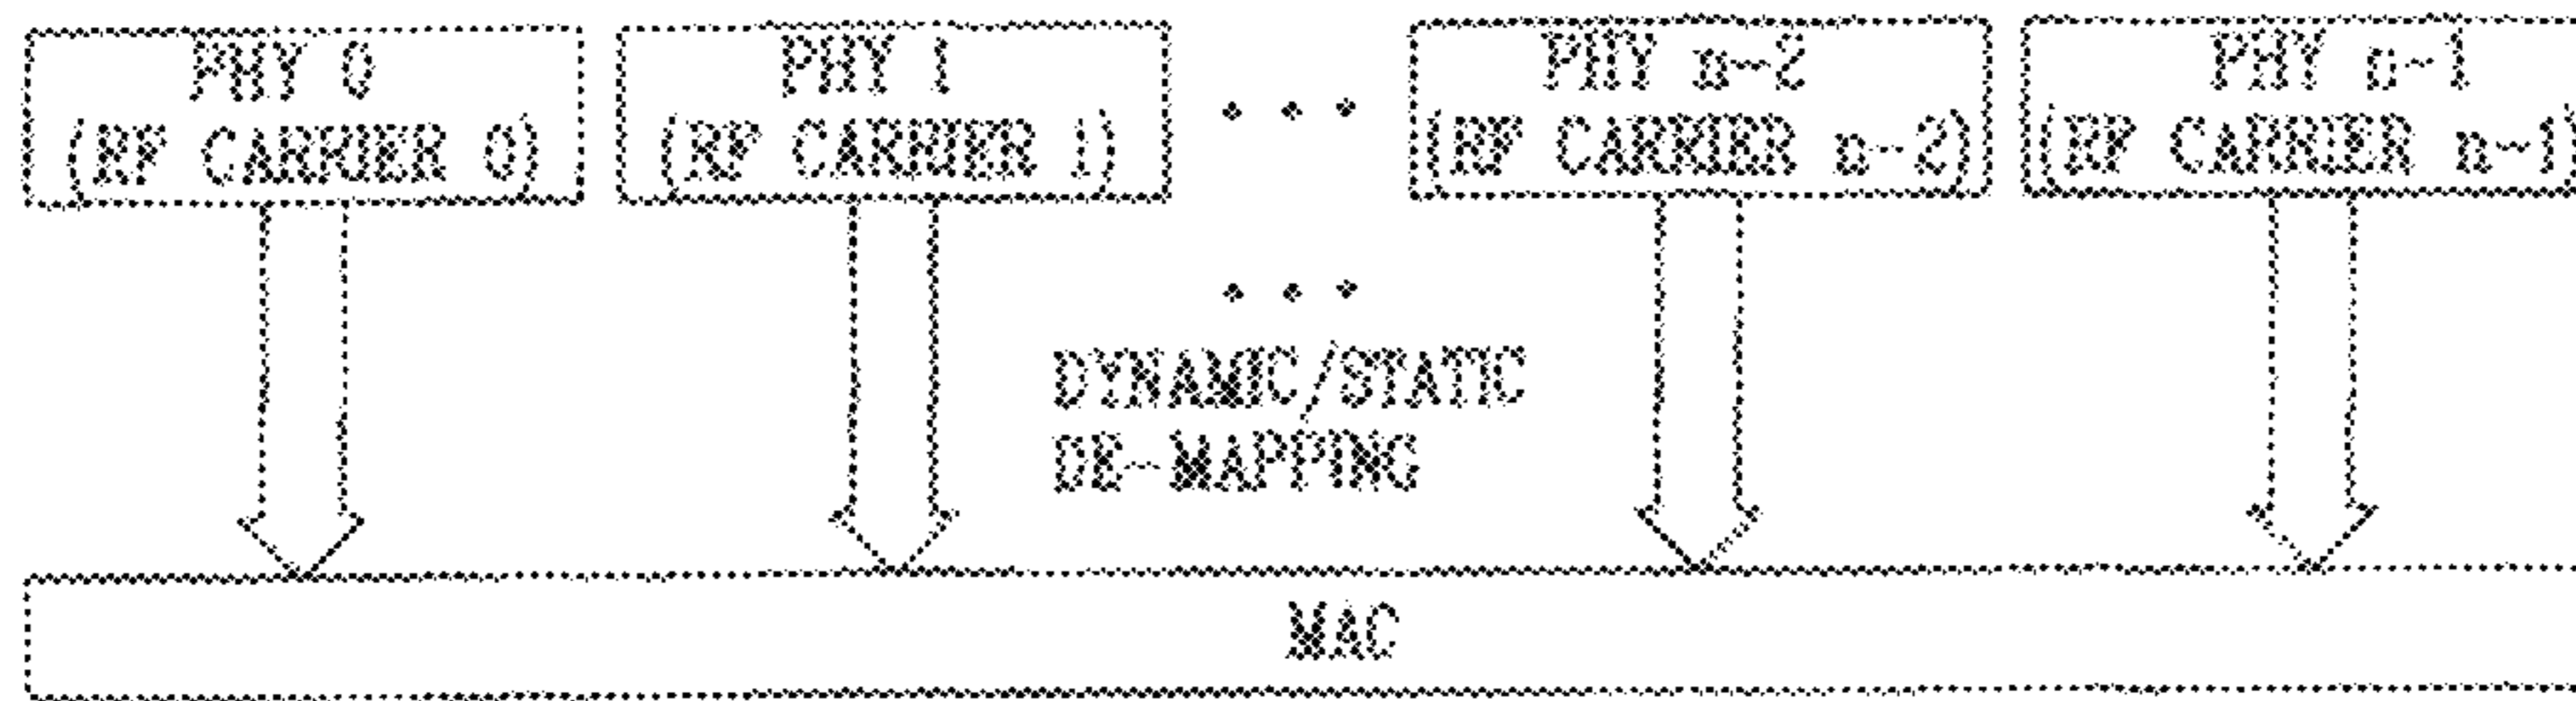 PHY 0
(RF CARRIER 0)
PHY 1
(RF CARRIER 1)
PHY n-2
(RF CARRIER n-2)
PHY n-1
(RF CARRIER n-1)
DYNAMIC/STATIC
DE-MAPPING
MAC